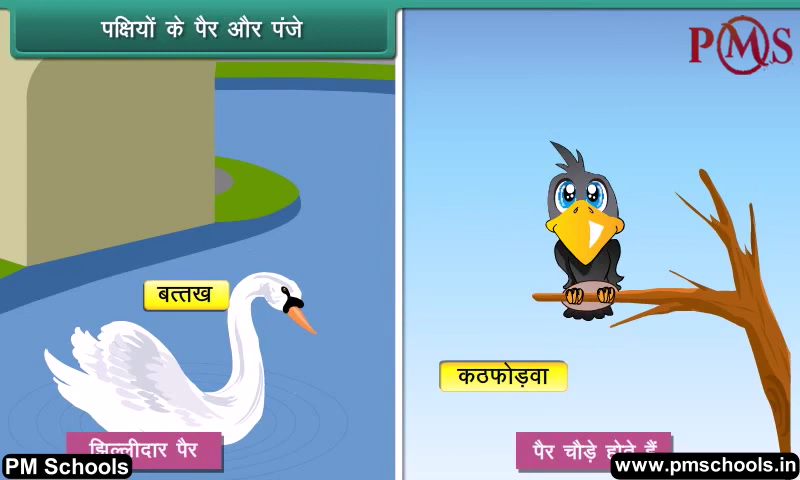 पक्षियों के पैर और पंजे
PMS
बत्तख
कठफोड़वा
झिल्लीदार पैर
पैर चौड़े होते हैं
PM Schools
www.pmschools.in